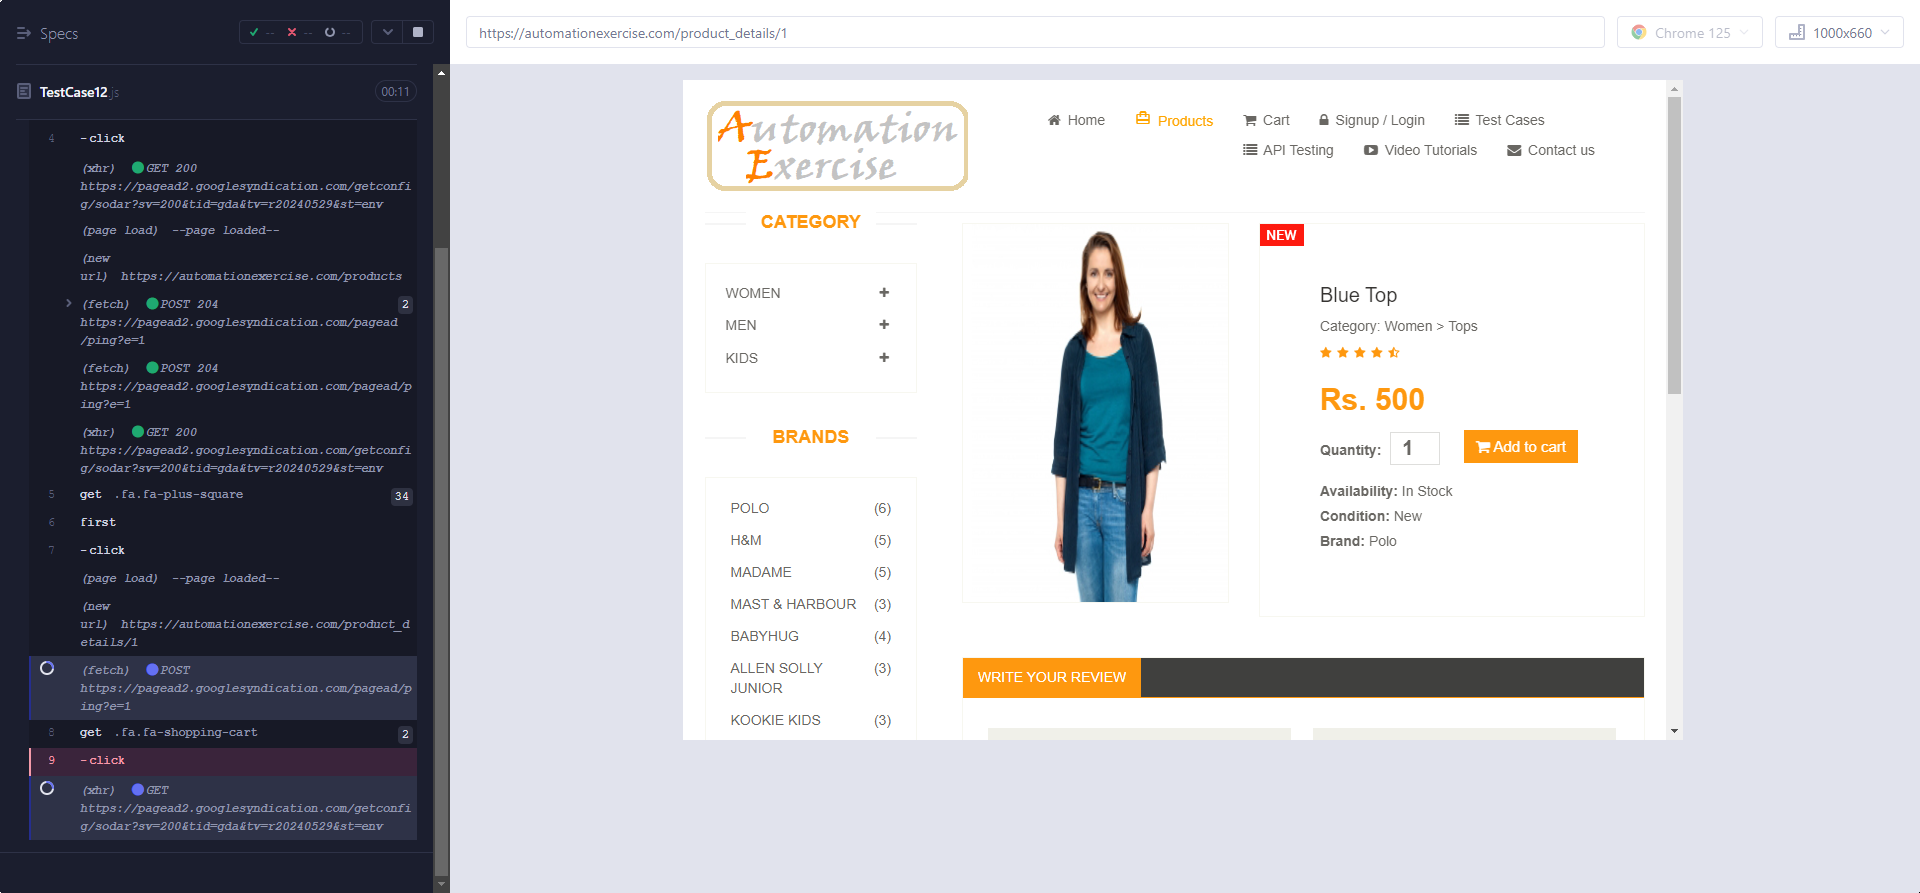 Specs
-- -- --
TestCase12 js
00:11
4 -click
(xhr) GET 200
https://pagead2.googlesyndication.com/getconfi
g/sodar?sv=200&tid=gda&tv=r20240529&st=env
(page load) --page loaded--
(new
url) https://automationexercise.com/products
(fetch) POST 204 2
https://pagead2.googlesyndication.com/pagead
/ping?e=1
(fetch) POST 204
https://pagead2.googlesyndication.com/pagead/p
ing?e=1
(xhr) GET 200
https://pagead2.googlesyndication.com/getconfi
g/sodar?sv=200&tid=gda&tv=r20240529&st=env
5 get .fa.fa-plus-square 34
6 first
7 -click
(page load) --page loaded--
(new
url) https://automationexercise.com/product_d
etails/1
(fetch) POST
https://pagead2.googlesyndication.com/pagead/p
ing?e=1
8 get .fa.fa-shopping-cart 2
9 -click
(xhr) GET
https://pagead2.googlesyndication.com/getconfi
g/sodar?sv=200&tid=gda&tv=r20240529&st=env
https://automationexercise.com/product_details/1
Chrome 125
1000x660
Automation
Exercise
Home Products Cart Signup / Login Test Cases
API Testing Video Tutorials Contact us
CATEGORY
WOMEN
MEN
KIDS
BRANDS
POLO (6)
H&M (5)
MADAME (5)
MAST & HARBOUR (3)
BABYHUG (4)
ALLEN SOLLY (3)
JUNIOR
KOOKIE KIDS (3)
NEW
Blue Top
Category: Women > Tops
Rs. 500
Quantity: 1 Add to cart
Availability: In Stock
Condition: New
Brand: Polo
WRITE YOUR REVIEW